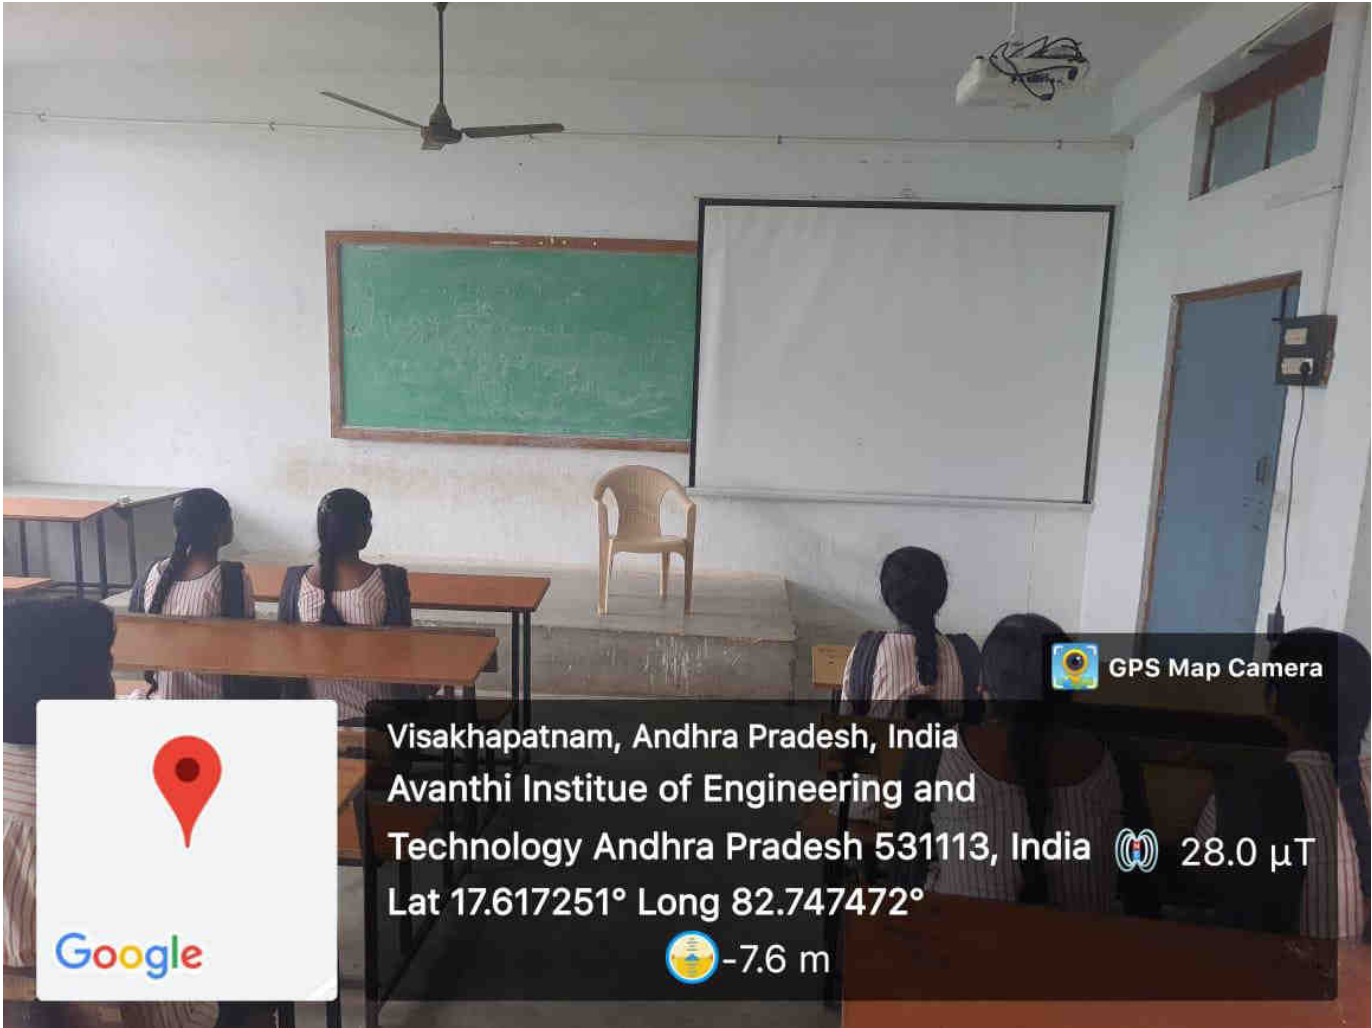 GPS Map Camera
Visakhapatnam, Andhra Pradesh, India
Avanthi Institue of Engineering and
Technology Andhra Pradesh 531113, India
28.0 µT
Lat 17.617251° Long 82.747472°
-7.6 m
Google